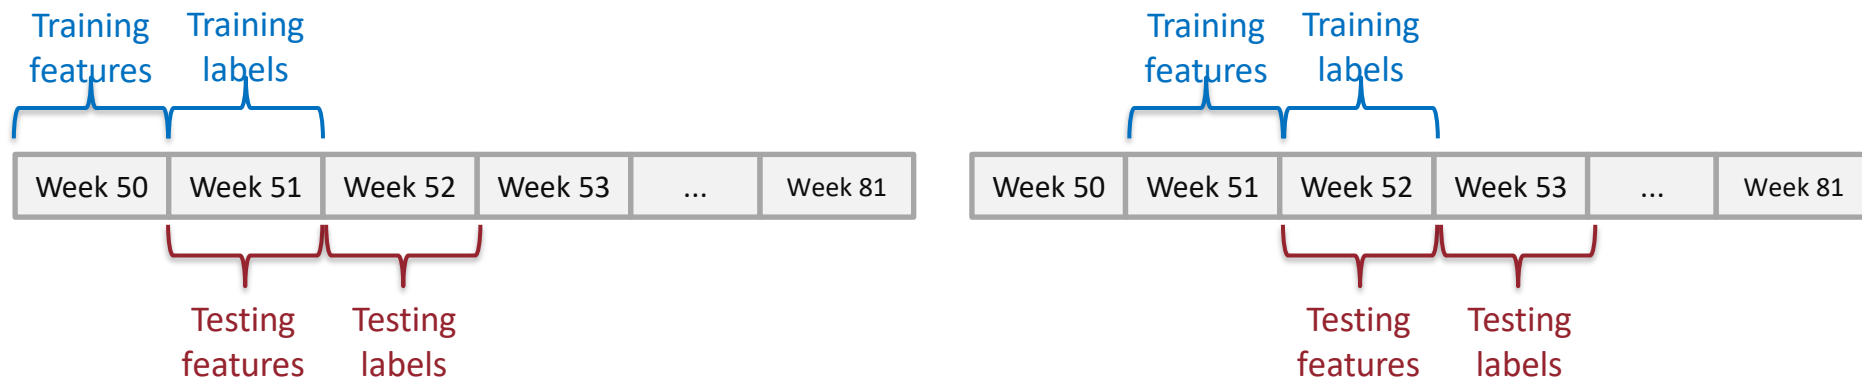 Training features
Training labels
Week 50 Week 51 Week 52 Week 53 ... Week 81
Testing features
Testing labels
Training features
Training labels
Week 50 Week 51 Week 52 Week 53 ... Week 81
Testing features
Testing labels